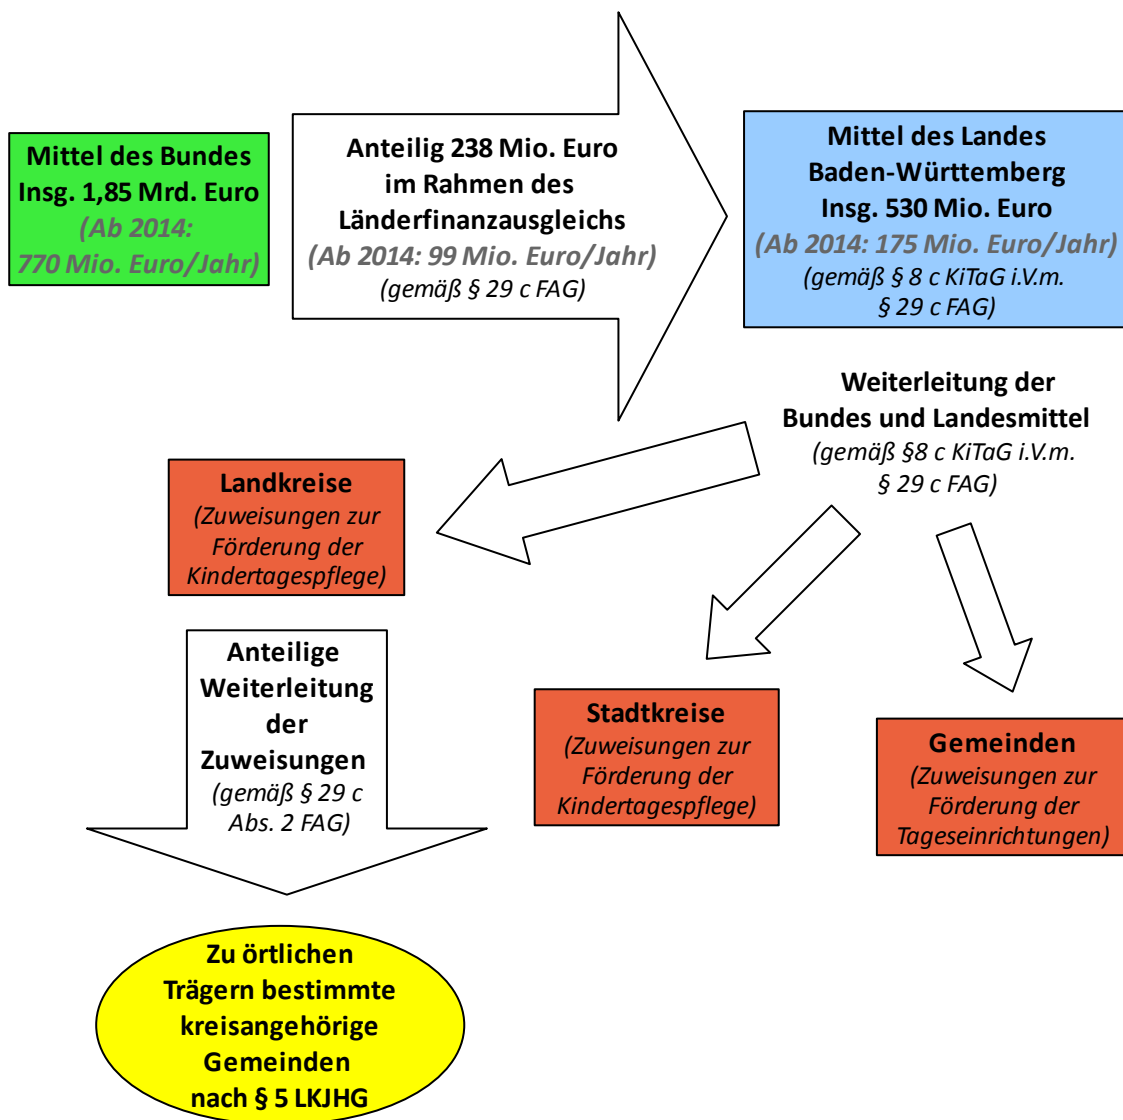 Mittel des Bundes
Insg. 1,85 Mrd. Euro
(Ab 2014:
770 Mio. Euro/Jahr)
Anteilig 238 Mio. Euro
im Rahmen des
Länderfinanzausgleichs
(Ab 2014: 99 Mio. Euro/Jahr)
(gemäß § 29 c FAG)
Mittel des Landes
Baden-Württemberg
Insg. 530 Mio. Euro
(Ab 2014: 175 Mio. Euro/Jahr)
(gemäß § 8 c KiTaG i.V.m.
§ 29 c FAG)
Weiterleitung der
Bundes und Landesmittel
(gemäß §8 c KiTaG i.V.m.
§ 29 c FAG)
Landkreise
(Zuweisungen zur
Förderung der
Kindertagespflege)
Anteilige
Weiterleitung
der
Zuweisungen
(gemäß § 29 c
Abs. 2 FAG)
Stadtkreise
(Zuweisungen zur
Förderung der
Kindertagespflege)
Gemeinden
(Zuweisungen zur
Förderung der
Tageseinrichtungen)
Zu örtlichen
Trägern bestimmte
kreisangehörige
Gemeinden
nach § 5 LKJHG